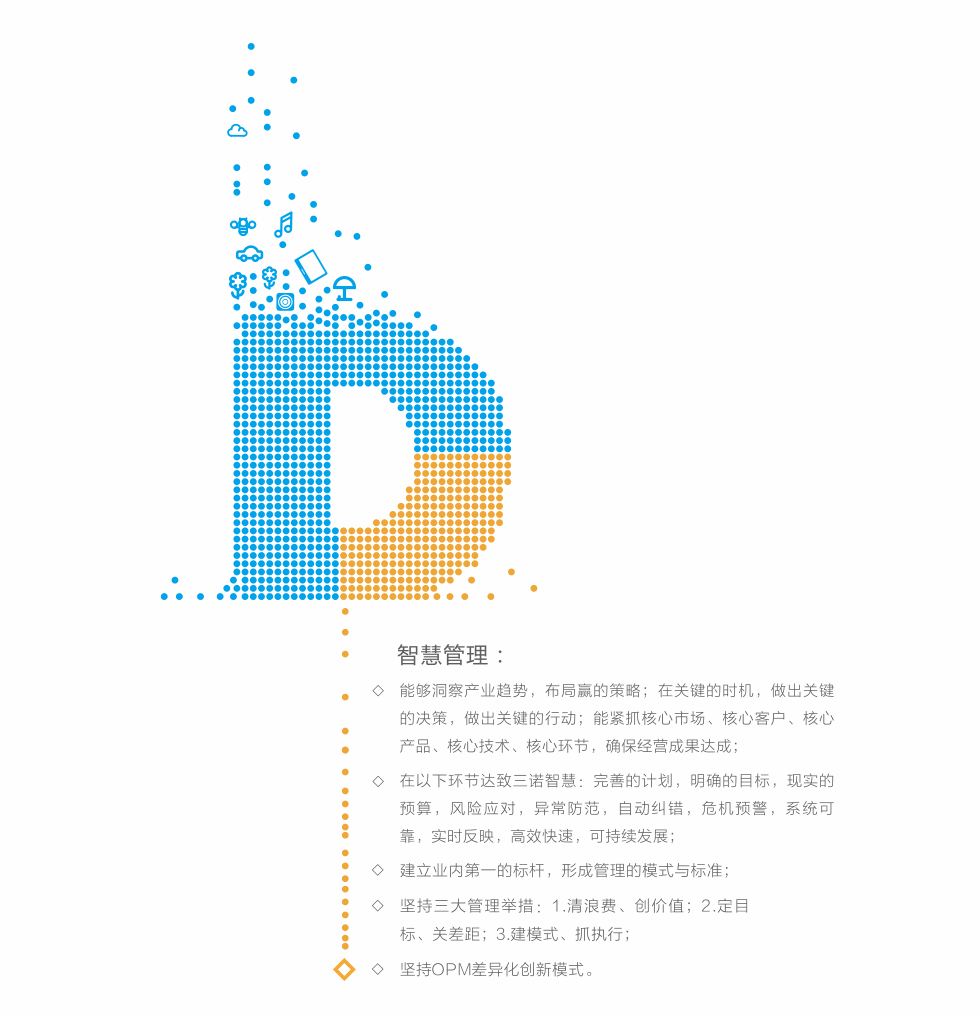 D
智慧管理：
◇ 能够洞察产业趋势，布局赢的策略；在关键的时机，做出关键
的决策，做出关键的行动；能紧抓核心市场、核心客户、核心
产品、核心技术、核心环节，确保经营成果达成；
◇ 在以下环节达致三诺智慧：完善的计划，明确的目标，现实的
预算，风险应对，异常防范，自动纠错，危机预警，系统可
靠，实时反映，高效快速，可持续发展；
◇ 建立业内第一的标杆，形成管理的模式与标准；
◇ 坚持三大管理举措：1.清浪费、创价值；2.定目
标、关差距；3.建模式、抓执行；
◇ 坚持OPM差异化创新模式。